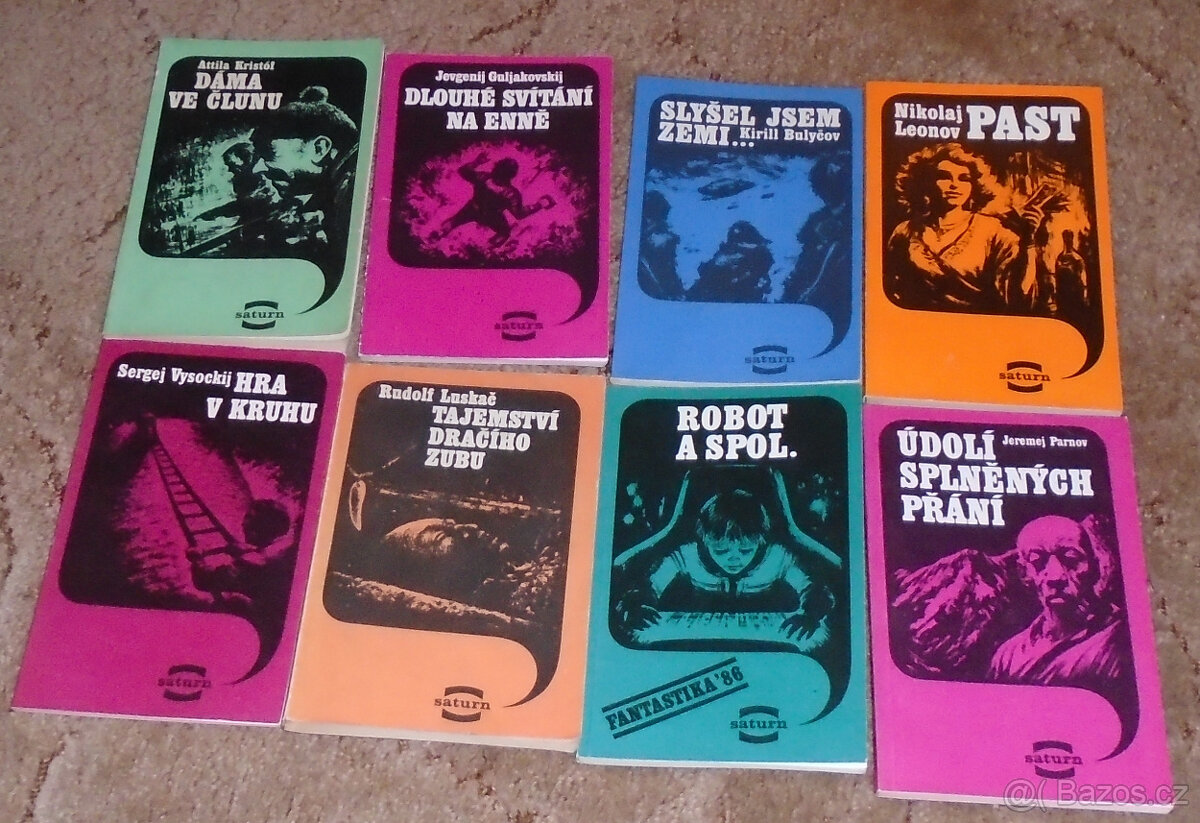 Attila Kristóf
DÁMA
VE ČLUNU
saturn
Jevgenij Guljakovskij
DLOUHÉ SVÍTÁNÍ
NA ENNĚ
saturn
SLYŠEL JSEM
ZEMI... Kirill Bulyčov
saturn
Nikolaj
Leonov PAST
saturn
Sergej Vysockij HRA
V KRUHU
saturn
Rudolf Luskač
TAJEMSTVÍ
DRAČÍHO
ZUBU
saturn
ROBOT
A SPOL.
FANTASTIKA'86
saturn
ÚDOLÍ Jeremej Parnov
SPLNĚNÝCH
PŘÁNÍ
saturn
@( Bazos.cz